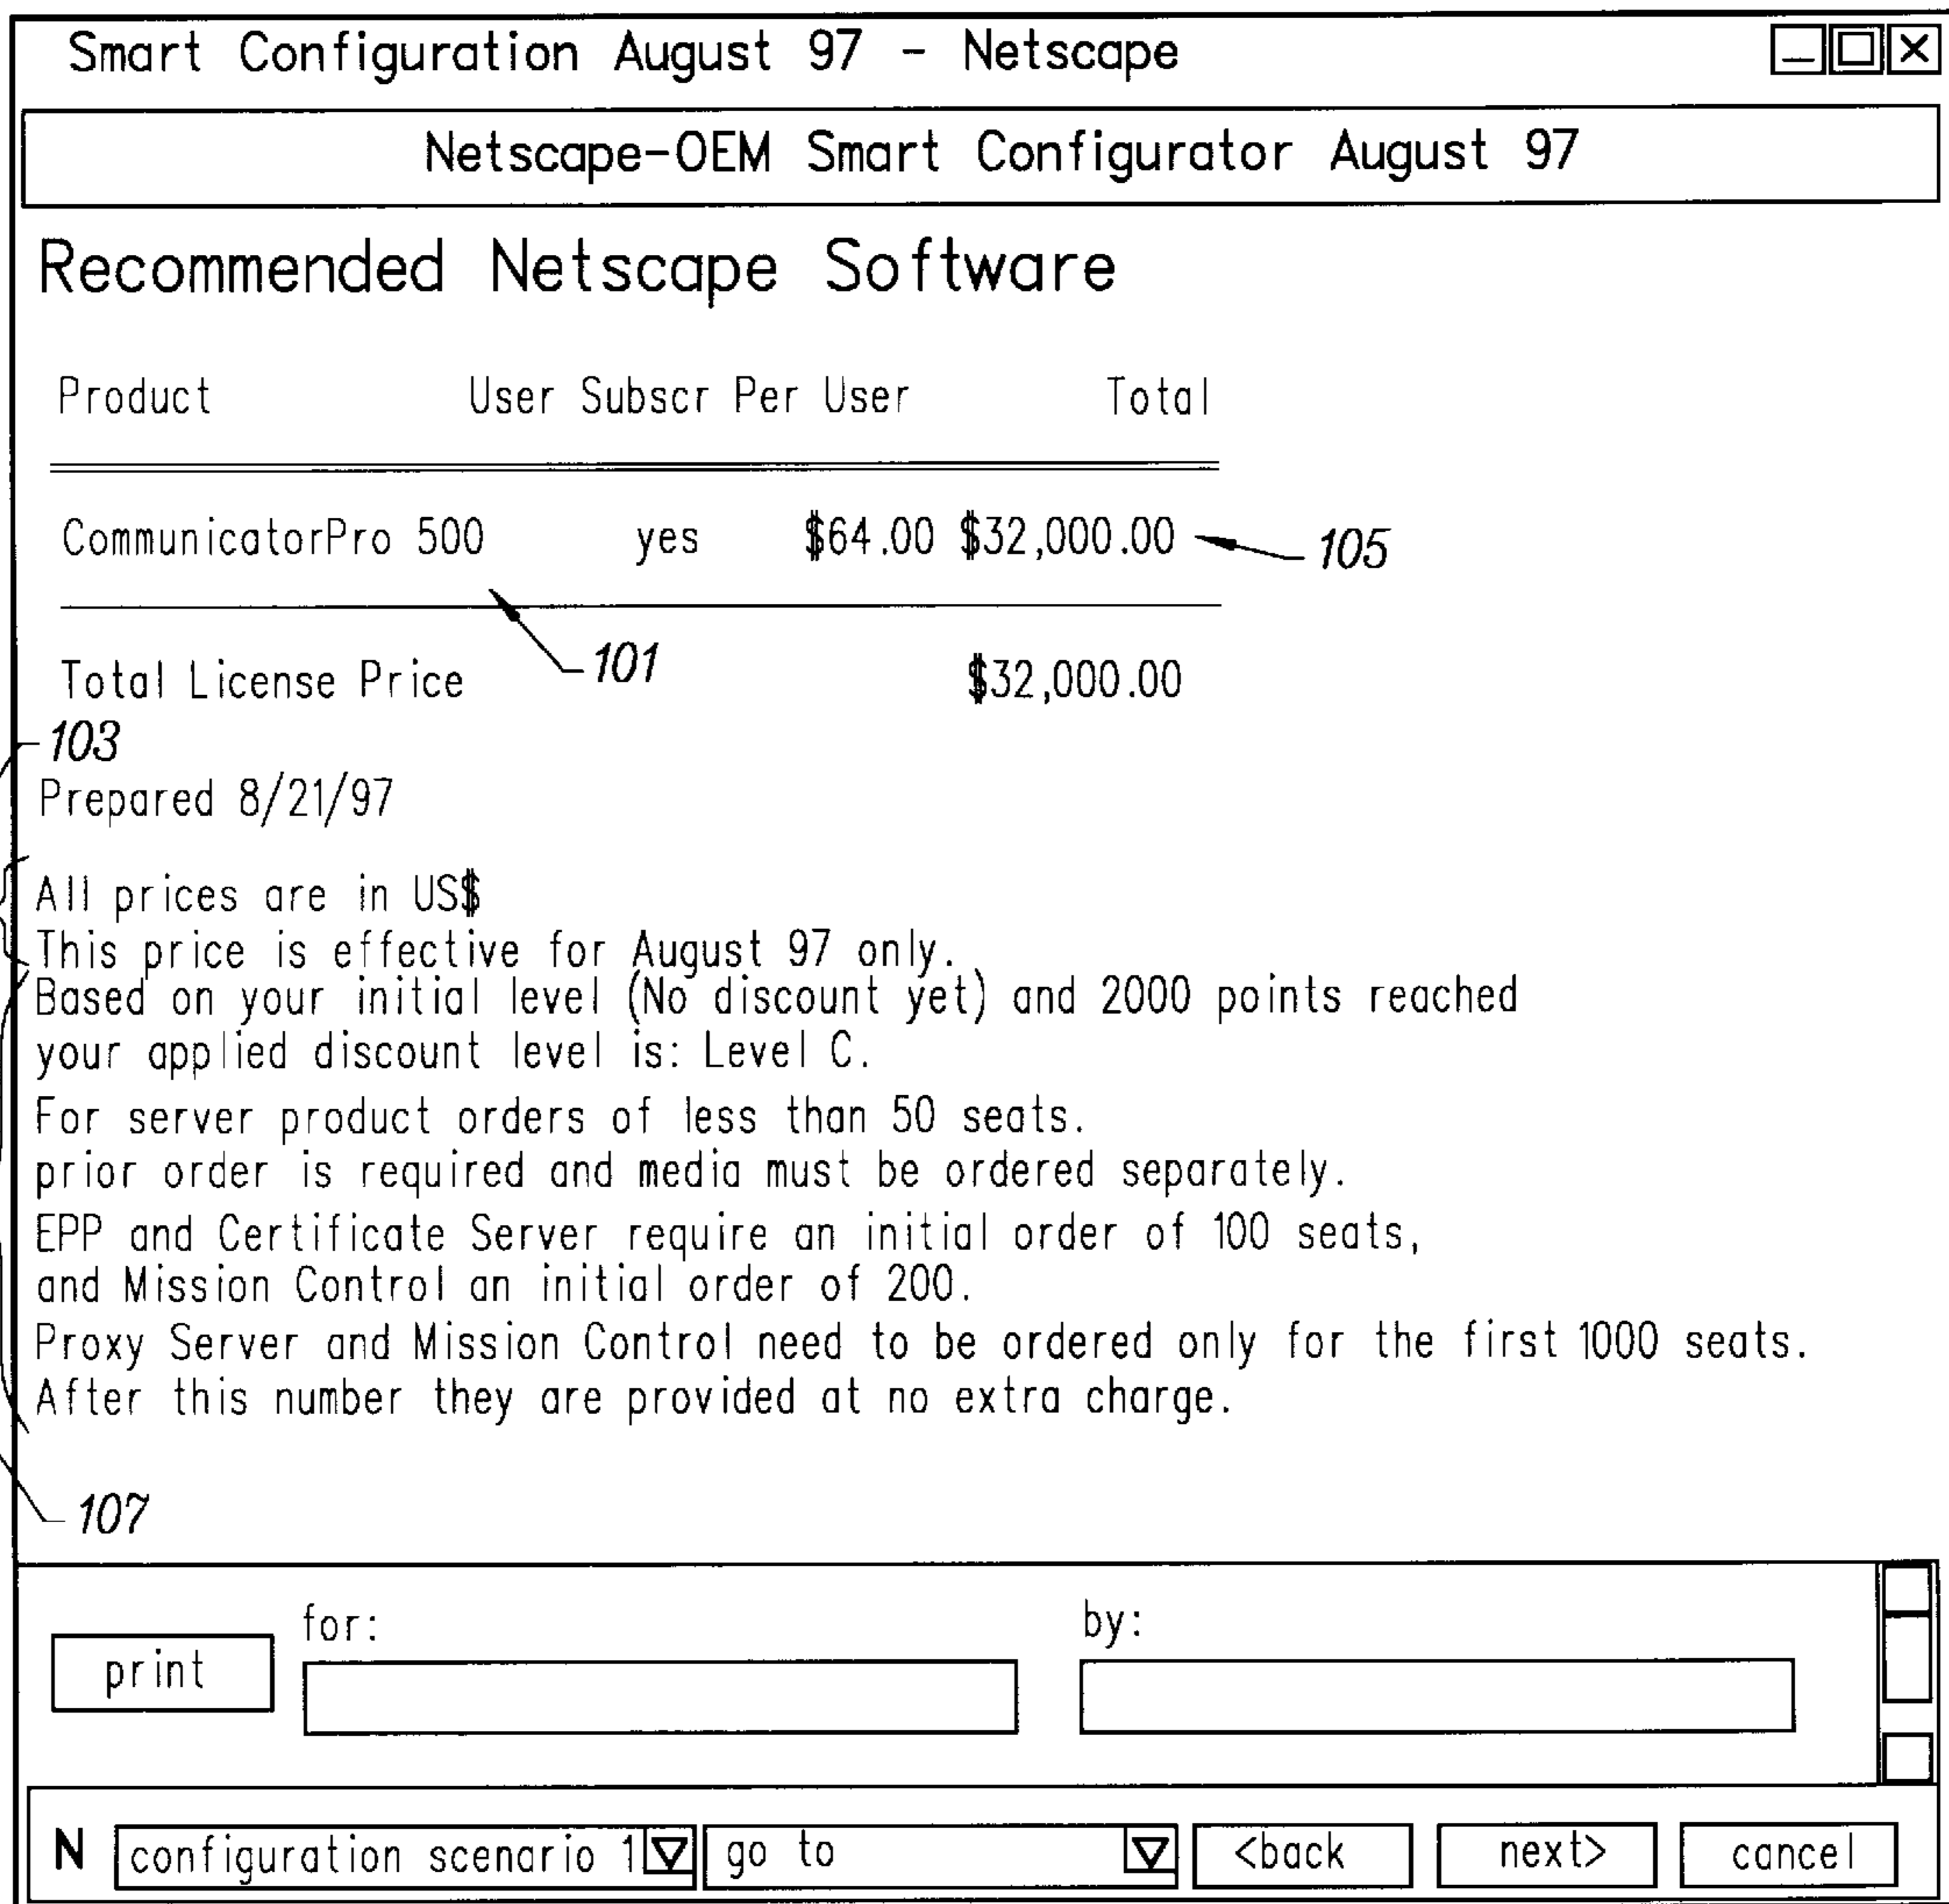 Smart Configuration August 97 - Netscape
Netscape-OEM Smart Configurator August 97
Recommended Netscape Software
Product User Subscr Per User Total
CommunicatorPro 500 yes $64.00 $32,000.00 105
101
Total License Price $32,000.00
103
Prepared 8/21/97
All prices are in US$
This price is effective for August 97 only.
Based on your initial level (No discount yet) and 2000 points reached
your applied discount level is: Level C.
For server product orders of less than 50 seats.
prior order is required and media must be ordered separately.
EPP and Certificate Server require an initial order of 100 seats,
and Mission Control an initial order of 200.
Proxy Server and Mission Control need to be ordered only for the first 1000 seats.
After this number they are provided at no extra charge.
107
for: by:
print
N configuration scenario 1 go to <back next> cancel